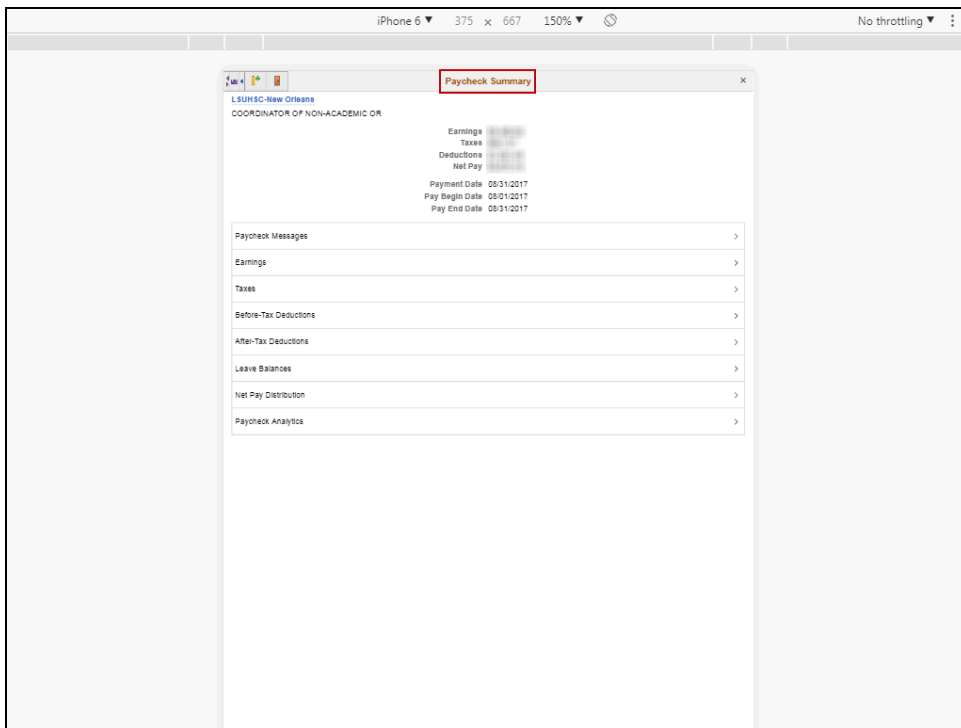 iPhone 6 ▼ 375 x 667 150% ▼ No throttling ▼
Paycheck Summary ×
LSUHSC-New Orleans
COORDINATOR OF NON-ACADEMIC OR
Earnings
Taxes
Deductions
Net Pay
Payment Date 08/31/2017
Pay Begin Date 08/01/2017
Pay End Date 08/31/2017
Paycheck Messages
Earnings
Taxes
Before-Tax Deductions
After-Tax Deductions
Leave Balances
Net Pay Distribution
Paycheck Analytics